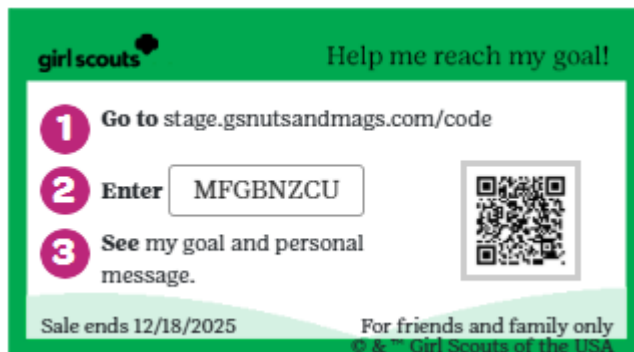 girl scouts
Help me reach my goal!
1 Go to stage.gsnutsandmags.com/code
2 Enter MFGBNZCU
3 See my goal and personal
message.
Sale ends 12/18/2025
For friends and family only
© & ™ Girl Scouts of the USA